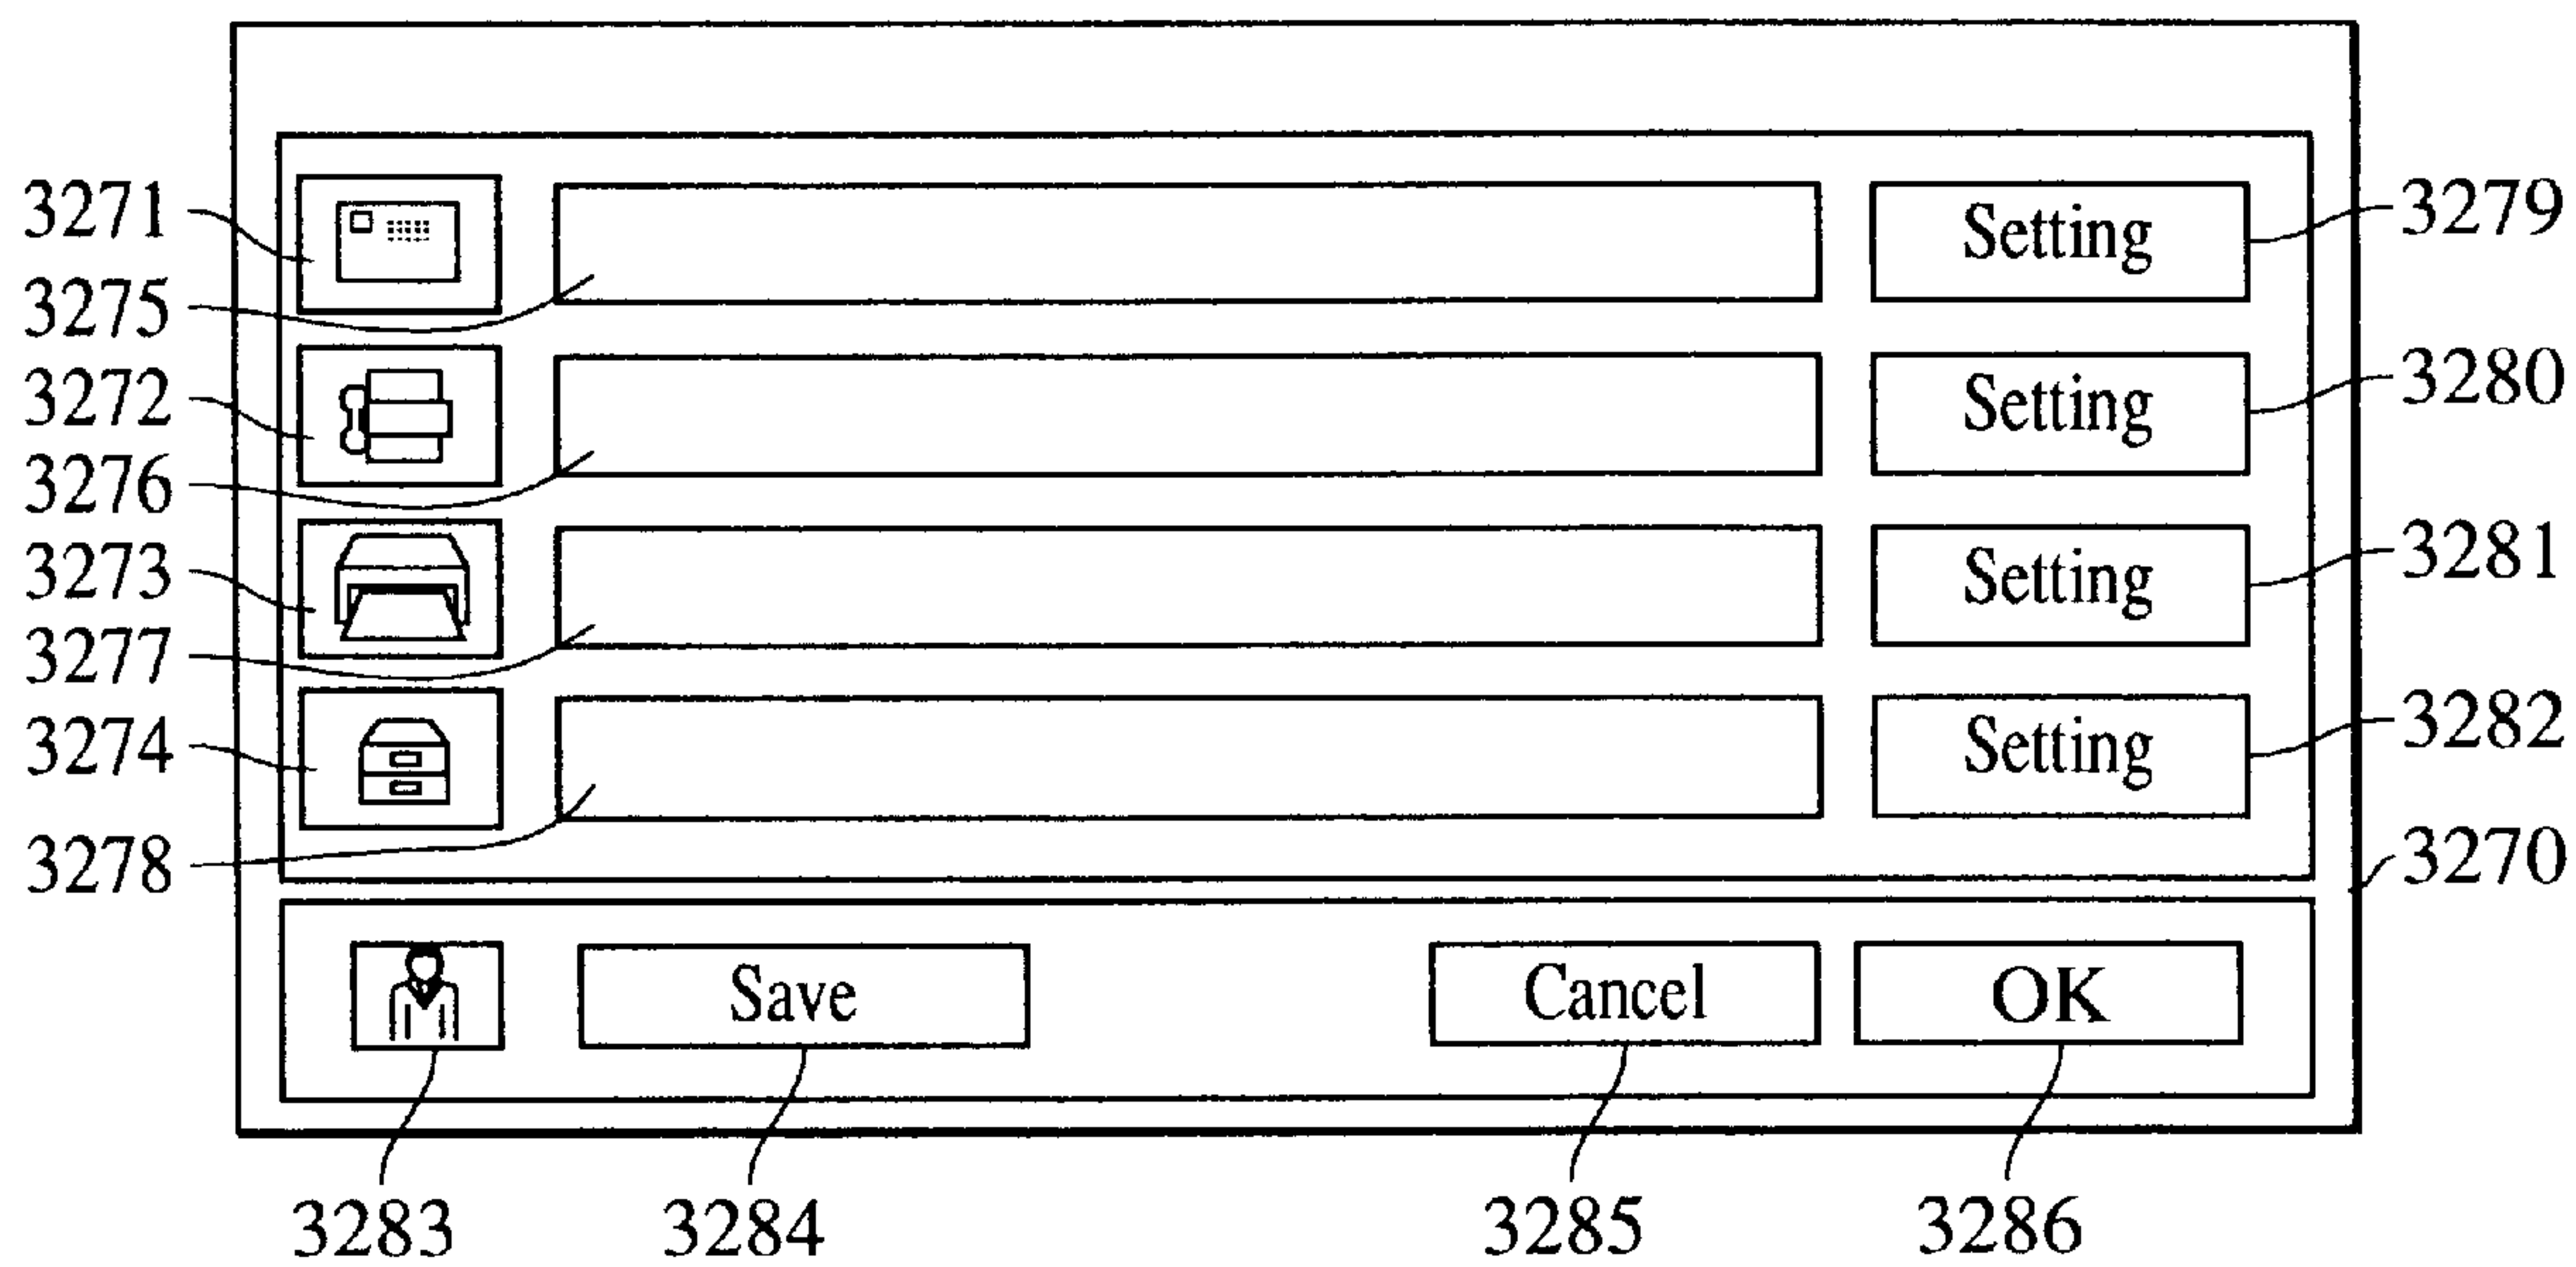 3271 Setting 3279
3275
3272 Setting 3280
3276
3273 Setting 3281
3277
3274 Setting 3282
3278 3270
Save Cancel OK
3283 3284 3285 3286